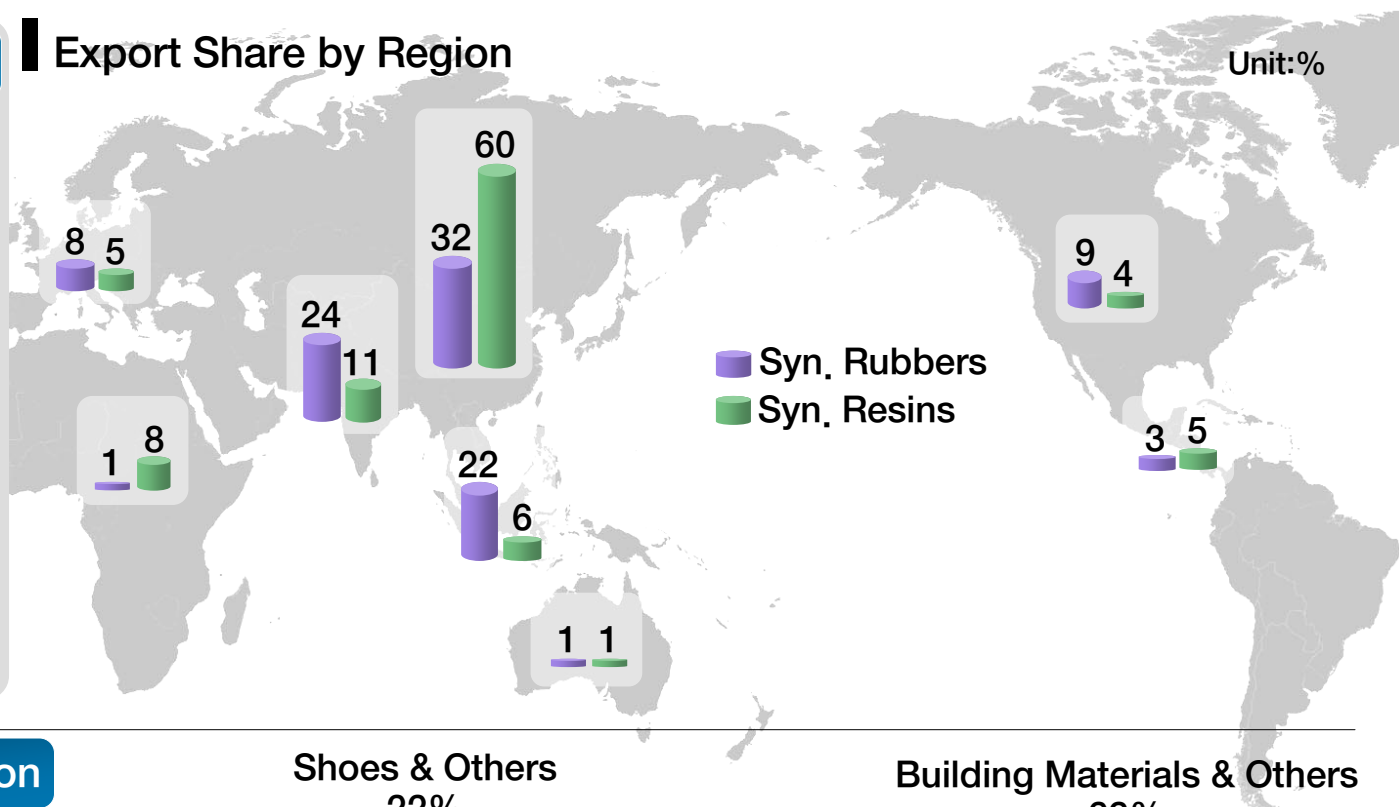 Export Share by Region
Unit:%
60
32
8 5
9 4
24 11
Syn. Rubbers
Syn. Resins
1 8
3 5
22 6
1 1
on
Shoes & Others
Building Materials & Others